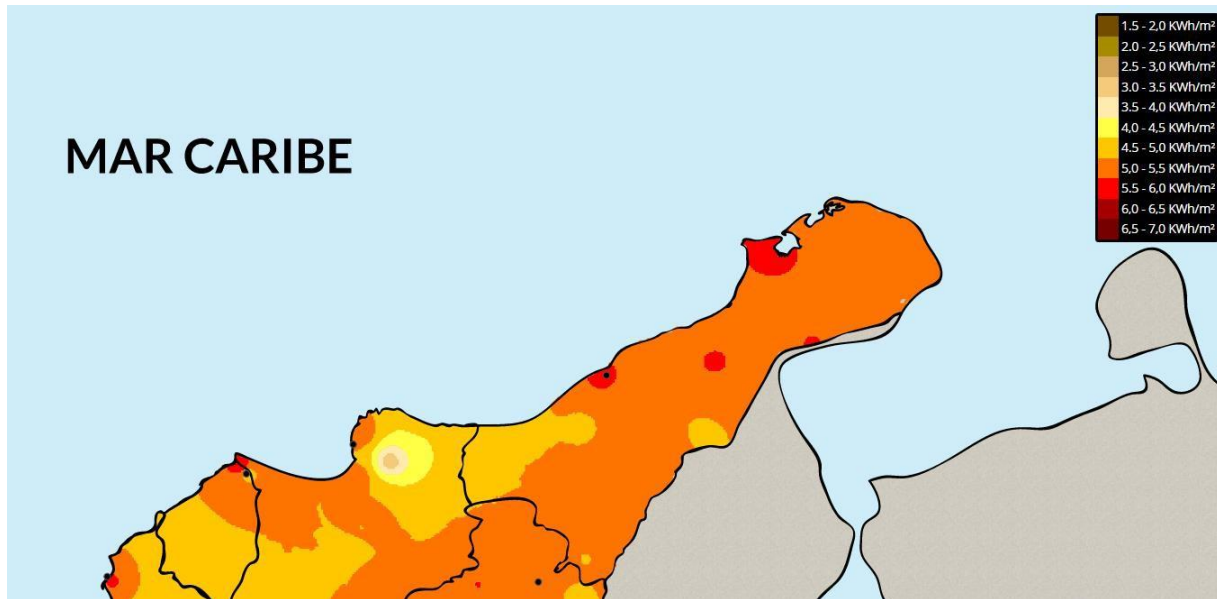 MAR CARIBE
1.5 - 2,0 KWh/m²
2.0 - 2,5 KWh/m²
2.5 - 3,0 KWh/m²
3.0 - 3.5 KWh/m²
3.5 - 4,0 KWh/m²
4,0 - 4,5 KWh/m²
4.5 - 5,0 KWh/m²
5,0 - 5,5 KWh/m²
5.5 - 6,0 KWh/m²
6,0 - 6,5 KWh/m²
6,5 - 7,0 KWh/m²